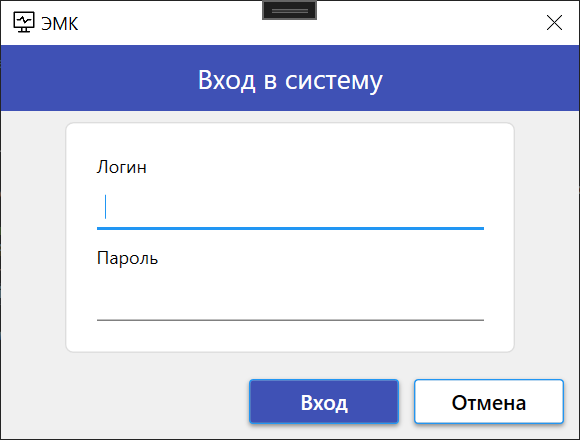 ЭМК
Вход в систему
Логин
Пароль
Вход
Отмена